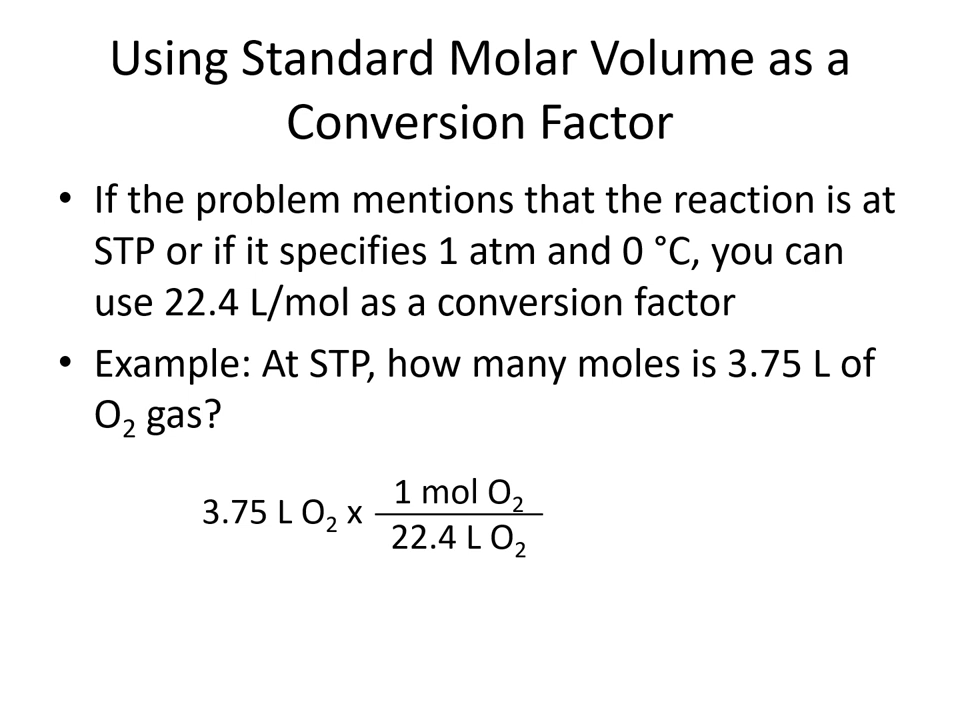 Using Standard Molar Volume as a
Conversion Factor
• If the problem mentions that the reaction is at
STP or if it specifies 1 atm and 0 °C, you can
use 22.4 L/mol as a conversion factor
• Example: At STP, how many moles is 3.75 L of
O₂ gas?
1 mol O₂
3.75 L O₂ x
22.4 L O₂